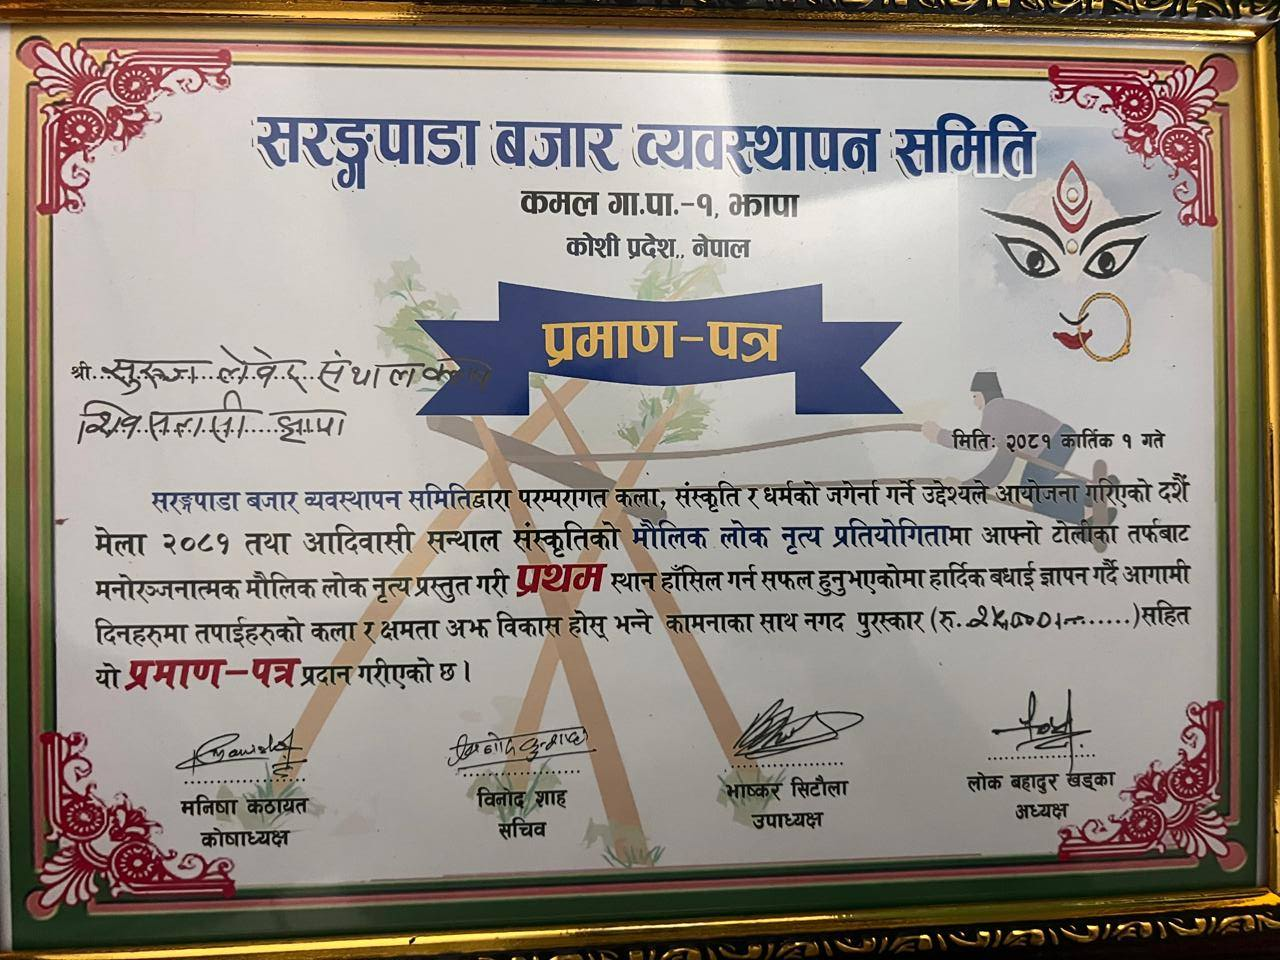 सरङ्गपाडा बजार व्यवस्थापन समिति
कमल गा.पा.-१, झापा
कोशी प्रदेश,, नेपाल
प्रमाण-पत्र
श्री..सुरुजा..लेवेर..संथाल
शिवसतासी....झापा
मितिः २०८१ कार्तिक १ गते
सरङ्गपाडा बजार व्यवस्थापन समितिद्वारा परम्परागत कला, संस्कृति र धर्मको जगेर्ना गर्ने उद्देश्यले आयोजना गरिएको दशैं
मेला २०८१ तथा आदिवासी सन्थाल संस्कृतिको मौलिक लोक नृत्य प्रतियोगितामा आफ्नो टोलीका तर्फबाट
मनोरञ्जनात्मक मौलिक लोक नृत्य प्रस्तुत गरी प्रथम स्थान हाँसिल गर्न सफल हुनुभएकोमा हार्दिक बधाई ज्ञापन गर्दै आगामी
दिनहरुमा तपाईहरुको कला र क्षमता अझ विकास होस् भन्ने कामनाका साथ नगद पुरस्कार (रु.२५०००।-......) सहित
यो प्रमाण-पत्र प्रदान गरीएको छ।
मनिषा कठायत
कोषाध्यक्ष
विनोद शाह
सचिव
भाष्कर सिटौला
उपाध्यक्ष
लोक बहादुर खड्का
अध्यक्ष